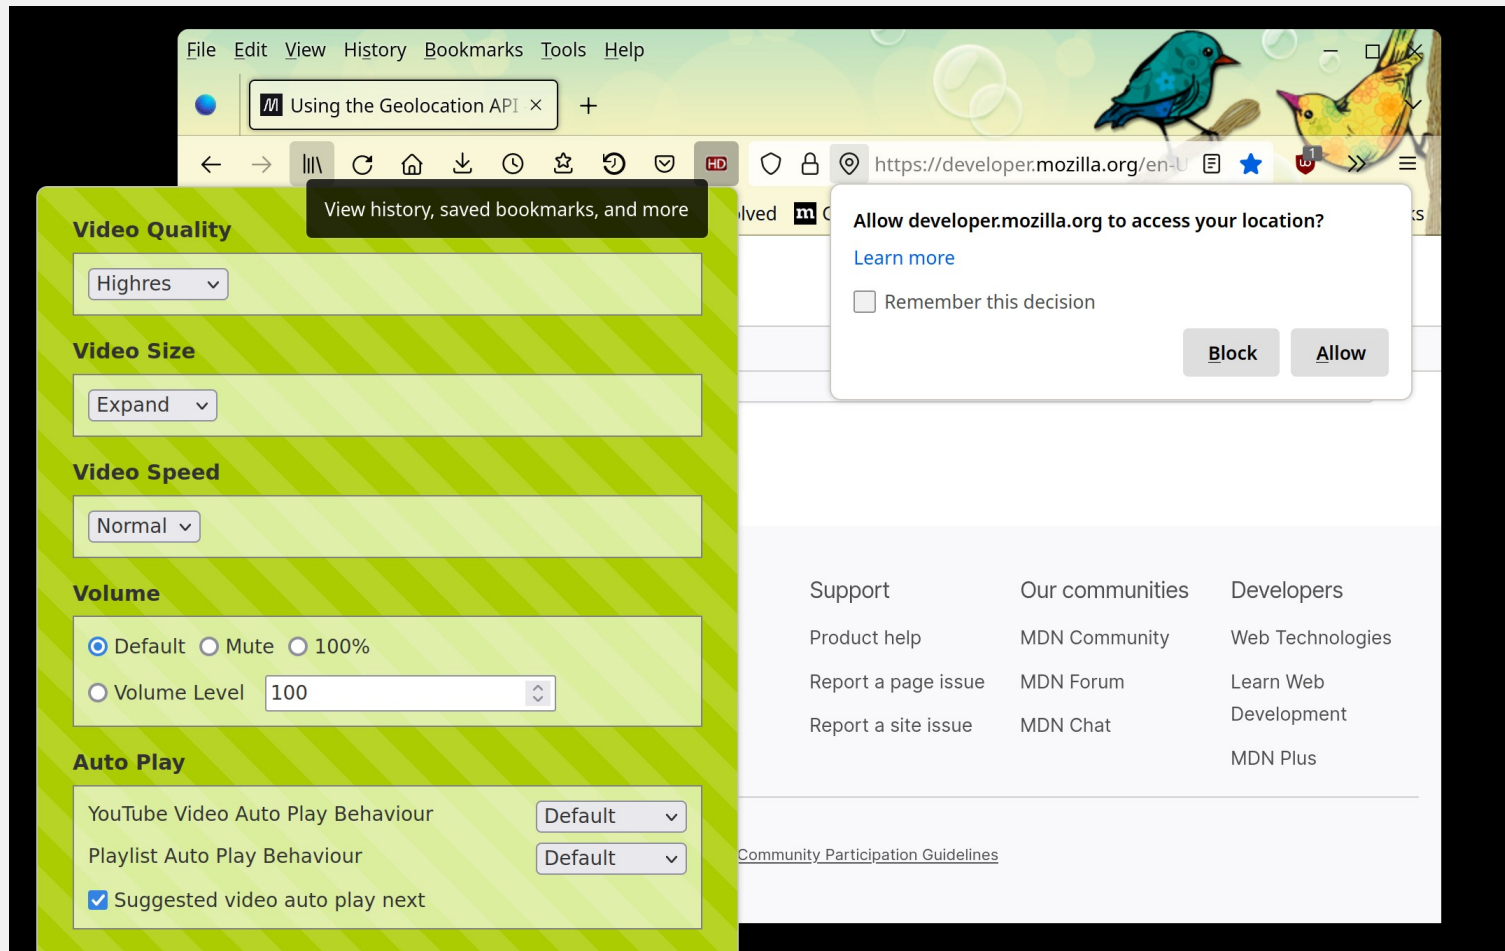 File Edit View History Bookmarks Tools Help
Using the Geolocation API
HD
https://developer.mozilla.org/en-U
1
View history, saved bookmarks, and more
lved
Allow developer.mozilla.org to access your location?
Learn more
Remember this decision
Block Allow
Video Quality
Highres
Video Size
Expand
Video Speed
Normal
Volume
Default Mute 100%
Volume Level 100
Auto Play
YouTube Video Auto Play Behaviour Default
Playlist Auto Play Behaviour Default
Suggested video auto play next
Support
Product help
Report a page issue
Report a site issue
Our communities
MDN Community
MDN Forum
MDN Chat
Developers
Web Technologies
Learn Web
Development
MDN Plus
Community Participation Guidelines